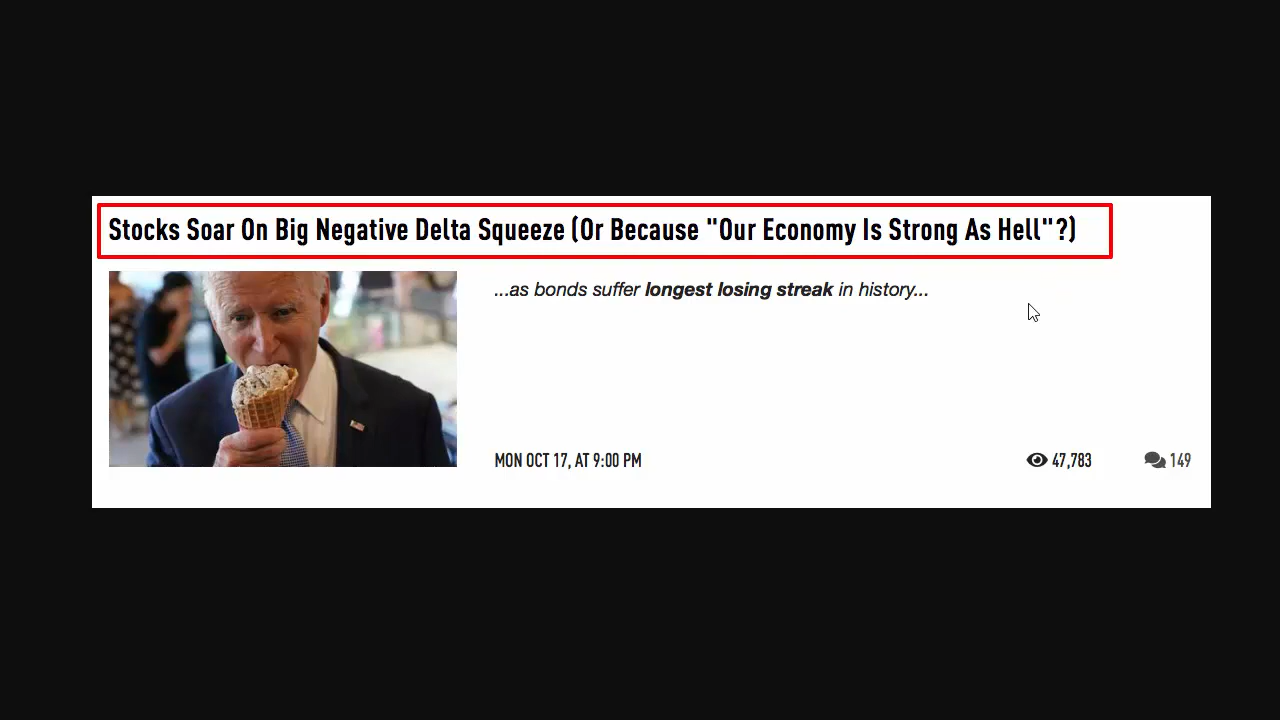 Stocks Soar On Big Negative Delta Squeeze (Or Because "Our Economy Is Strong As Hell"?)
...as bonds suffer longest losing streak in history...
MON OCT 17, AT 9:00 PM
47,783
149